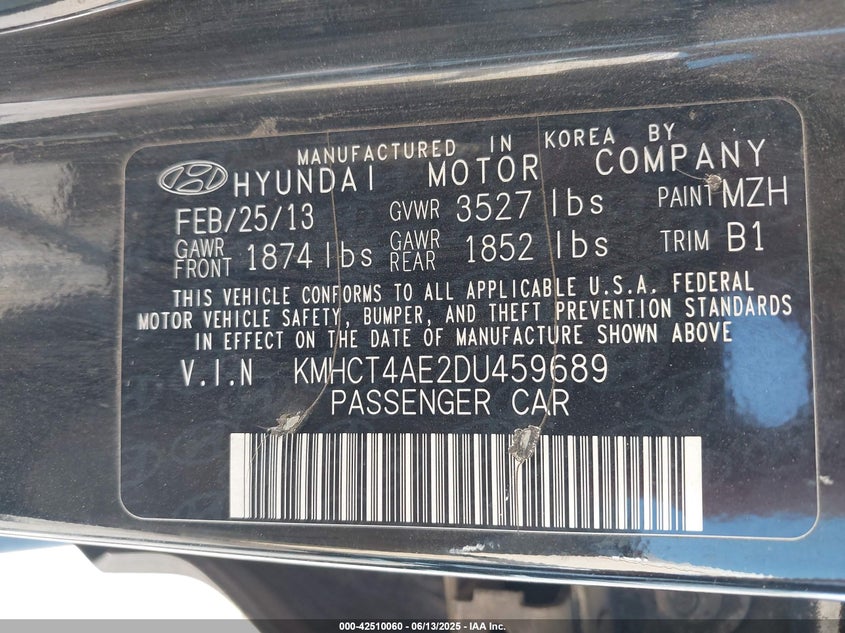 MANUFACTURED IN KOREA BY
HYUNDAI MOTOR COMPANY
FEB/25/13 GVWR 3527 lbs PAINT MZH
GAWR FRONT 1874 lbs GAWR REAR 1852 lbs TRIM B1
THIS VEHICLE CONFORMS TO ALL APPLICABLE U.S.A. FEDERAL
MOTOR VEHICLE SAFETY, BUMPER, AND THEFT PREVENTION STANDARDS
IN EFFECT ON THE DATE OF MANUFACTURE SHOWN ABOVE
V.I.N KMHCT4AE2DU459689
PASSENGER CAR
000-42510060 - 06/13/2025 - IAA Inc.